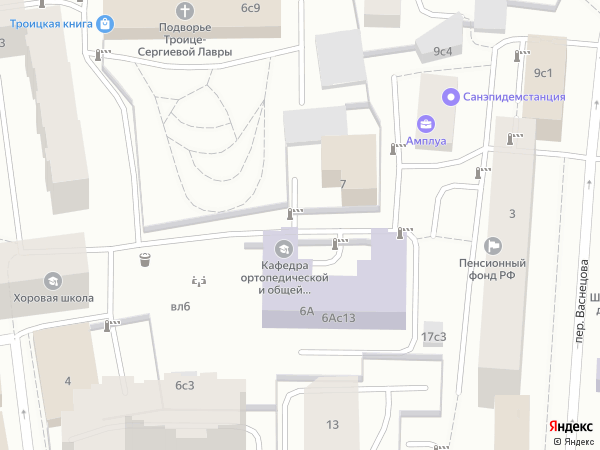 6с9
Троицкая книга
Подворье
Троице-
Сергиевой Лавры
3
9с4
9с1
Санэпидемстанция
Амплуа
7
3
Кафедра
ортопедической
и общей...
Пенсионный
фонд РФ
Хоровая школа
вл6
6А
6Ас13
17с3
пер. Васнецова
Ш
д
4
6с3
13
Яндекс
© Яндекс